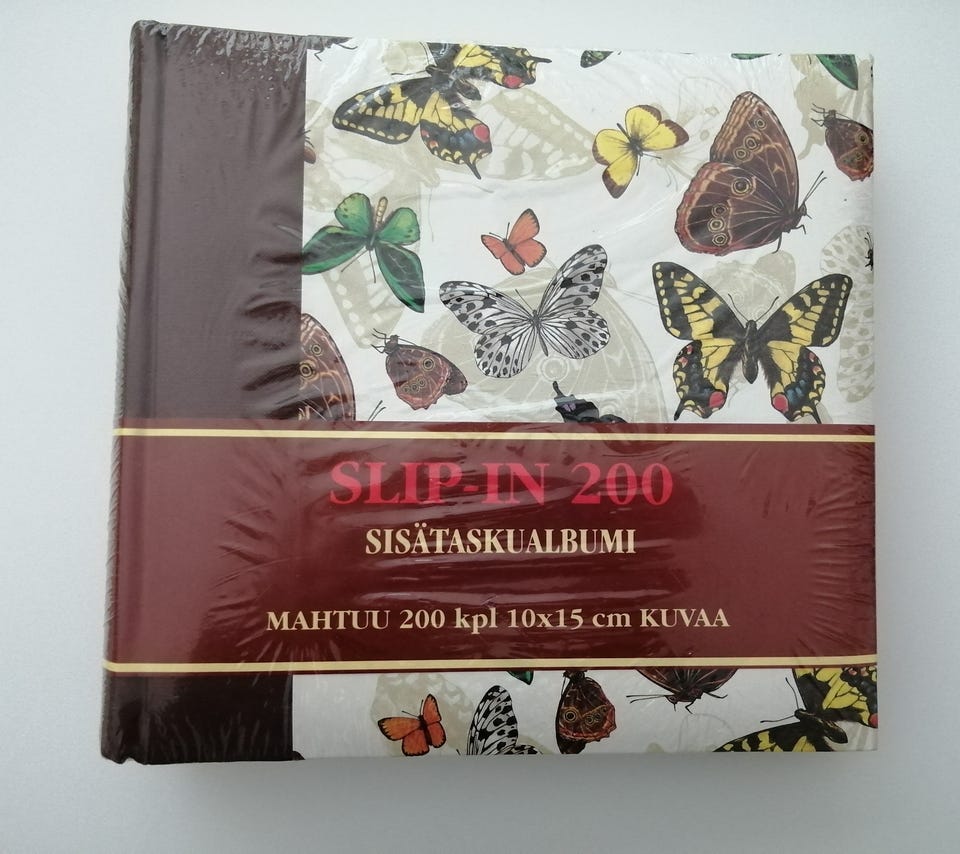 SLIP-IN 200
SISÄTASKUALBUMI
MAHTUU 200 kpl 10x15 cm KUVAA